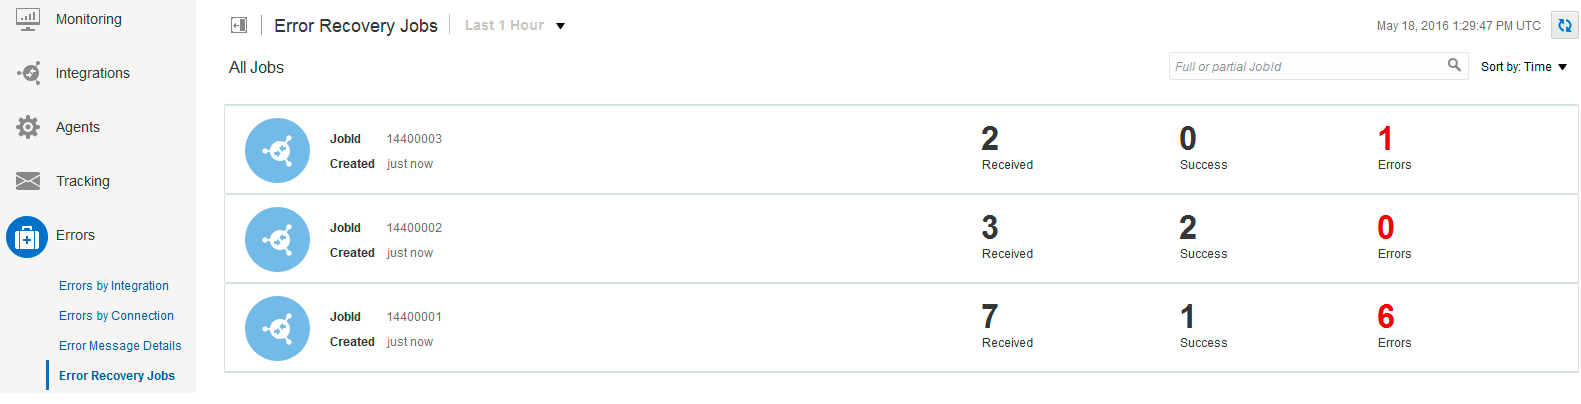 Monitoring
Integrations
Agents
Tracking
Errors
Errors by Integration
Errors by Connection
Error Message Details
Error Recovery Jobs
Error Recovery Jobs Last 1 Hour
May 18, 2016 1:29:47 PM UTC
All Jobs
Full or partial JobId
Sort by: Time
JobId 14400003
Created just now
2 0 1
Received Success Errors
JobId 14400002
Created just now
3 2 0
Received Success Errors
JobId 14400001
Created just now
7 1 6
Received Success Errors